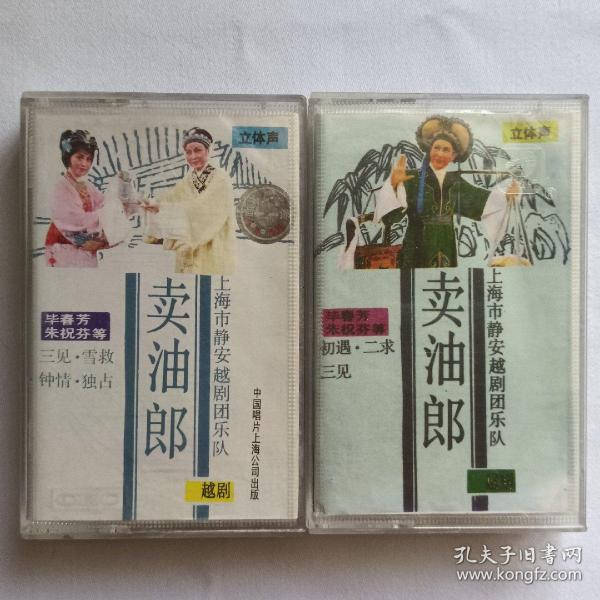 立体声
毕春芳
朱祝芬等
三见·雪救
钟情·独占
卖油郎
上海市静安越剧团乐队
中国唱片上海公司出版
越剧
立体声
毕春芳
朱祝芬等
初遇·二求
三见
卖油郎
上海市静安越剧团乐队
孔夫子旧书网
www.kongfz.com